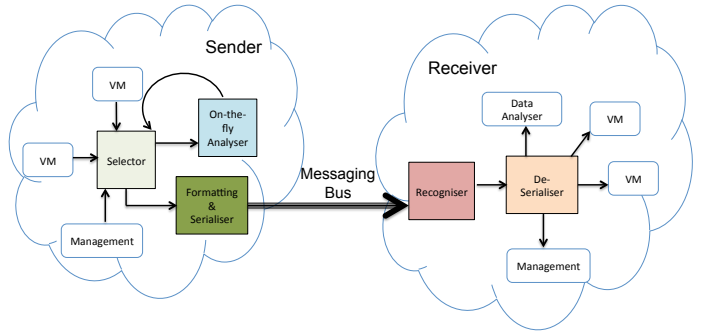 Sender
VM
On-the-
fly
Analyser
VM
Selector
Formatting
&
Serialiser
Management
Messaging
Bus
Receiver
Data
Analyser
VM
Recogniser
De-
Serialiser
VM
Management